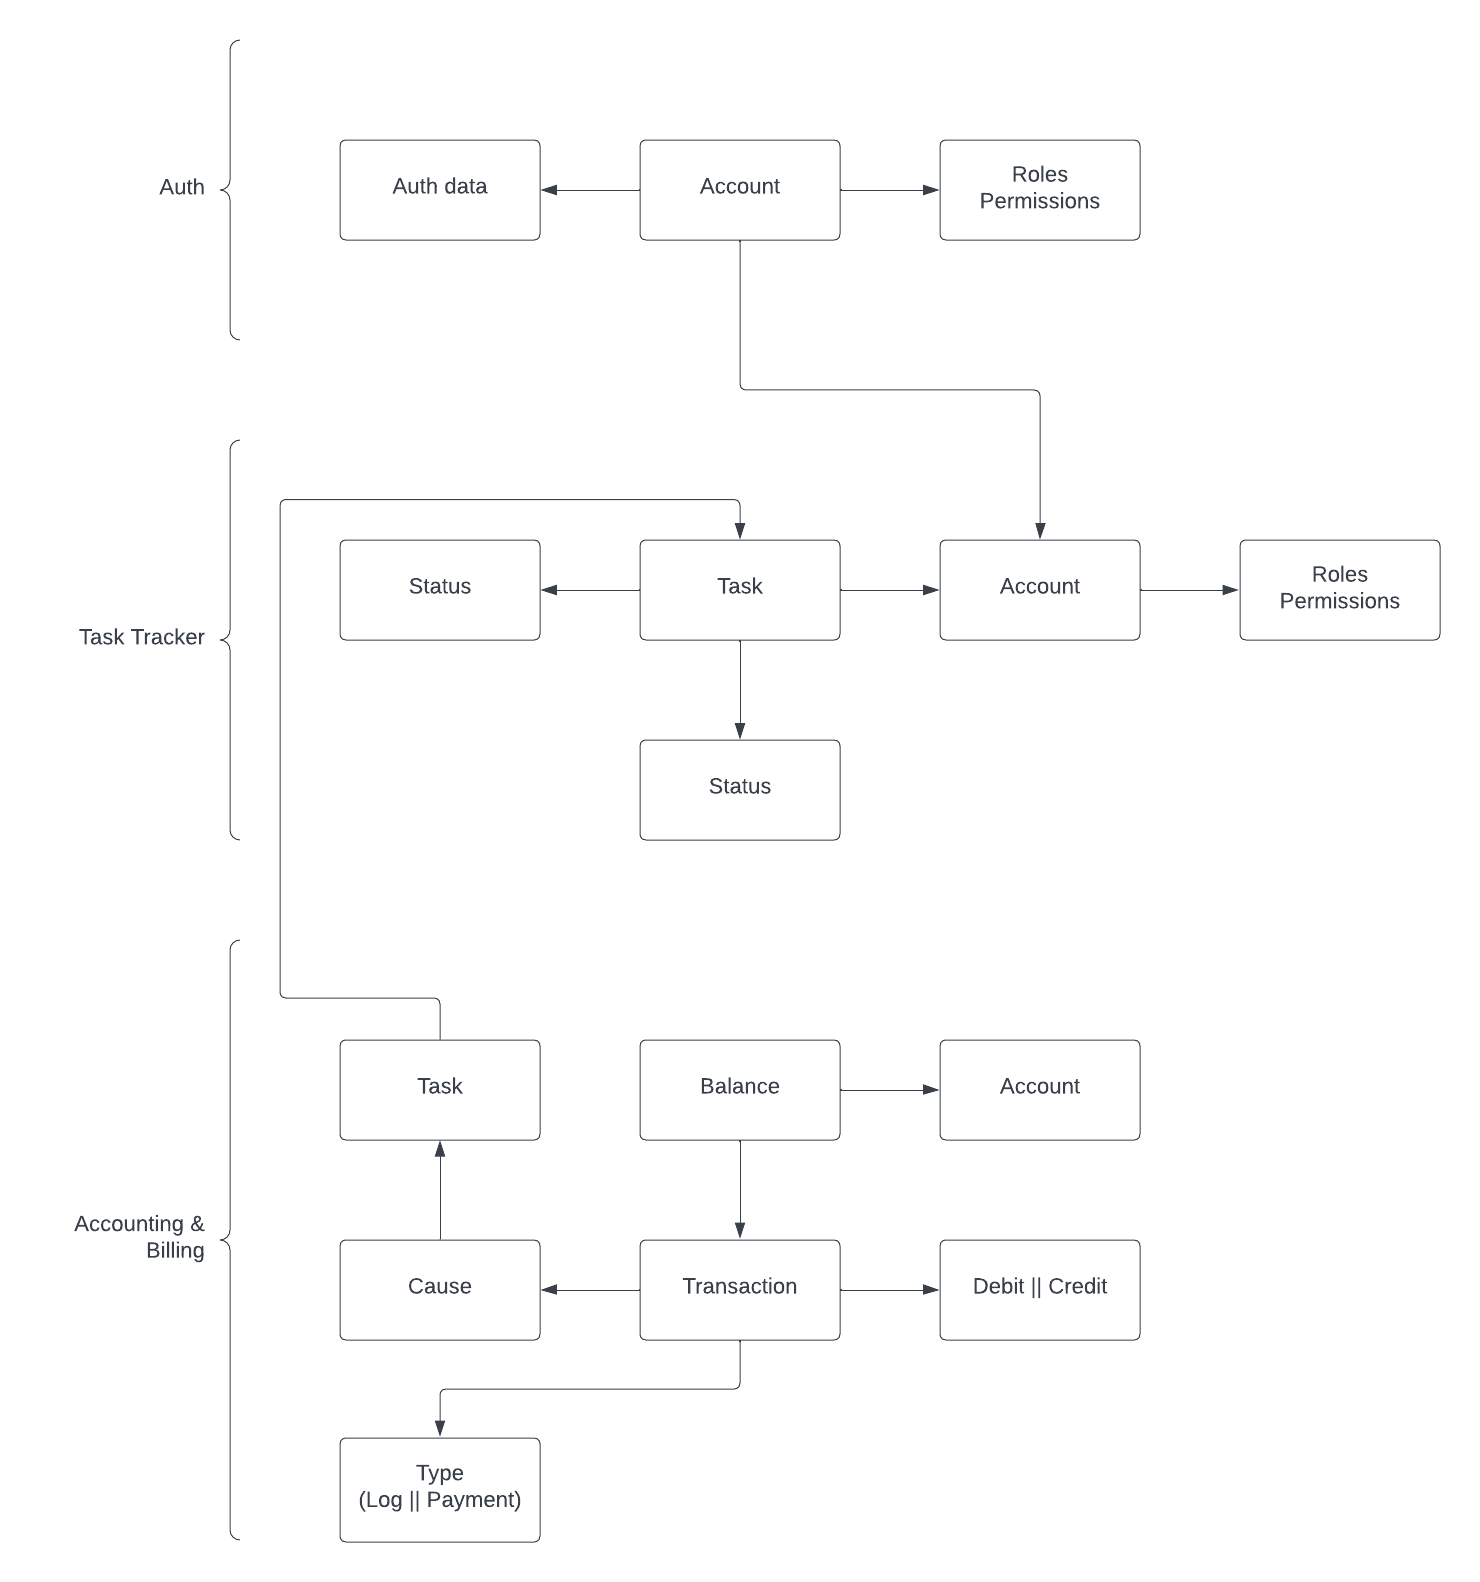 Auth
Auth data
Account
Roles
Permissions
Task Tracker
Status
Task
Account
Roles
Permissions
Status
Accounting &
Billing
Task
Balance
Account
Cause
Transaction
Debit || Credit
Type
(Log || Payment)